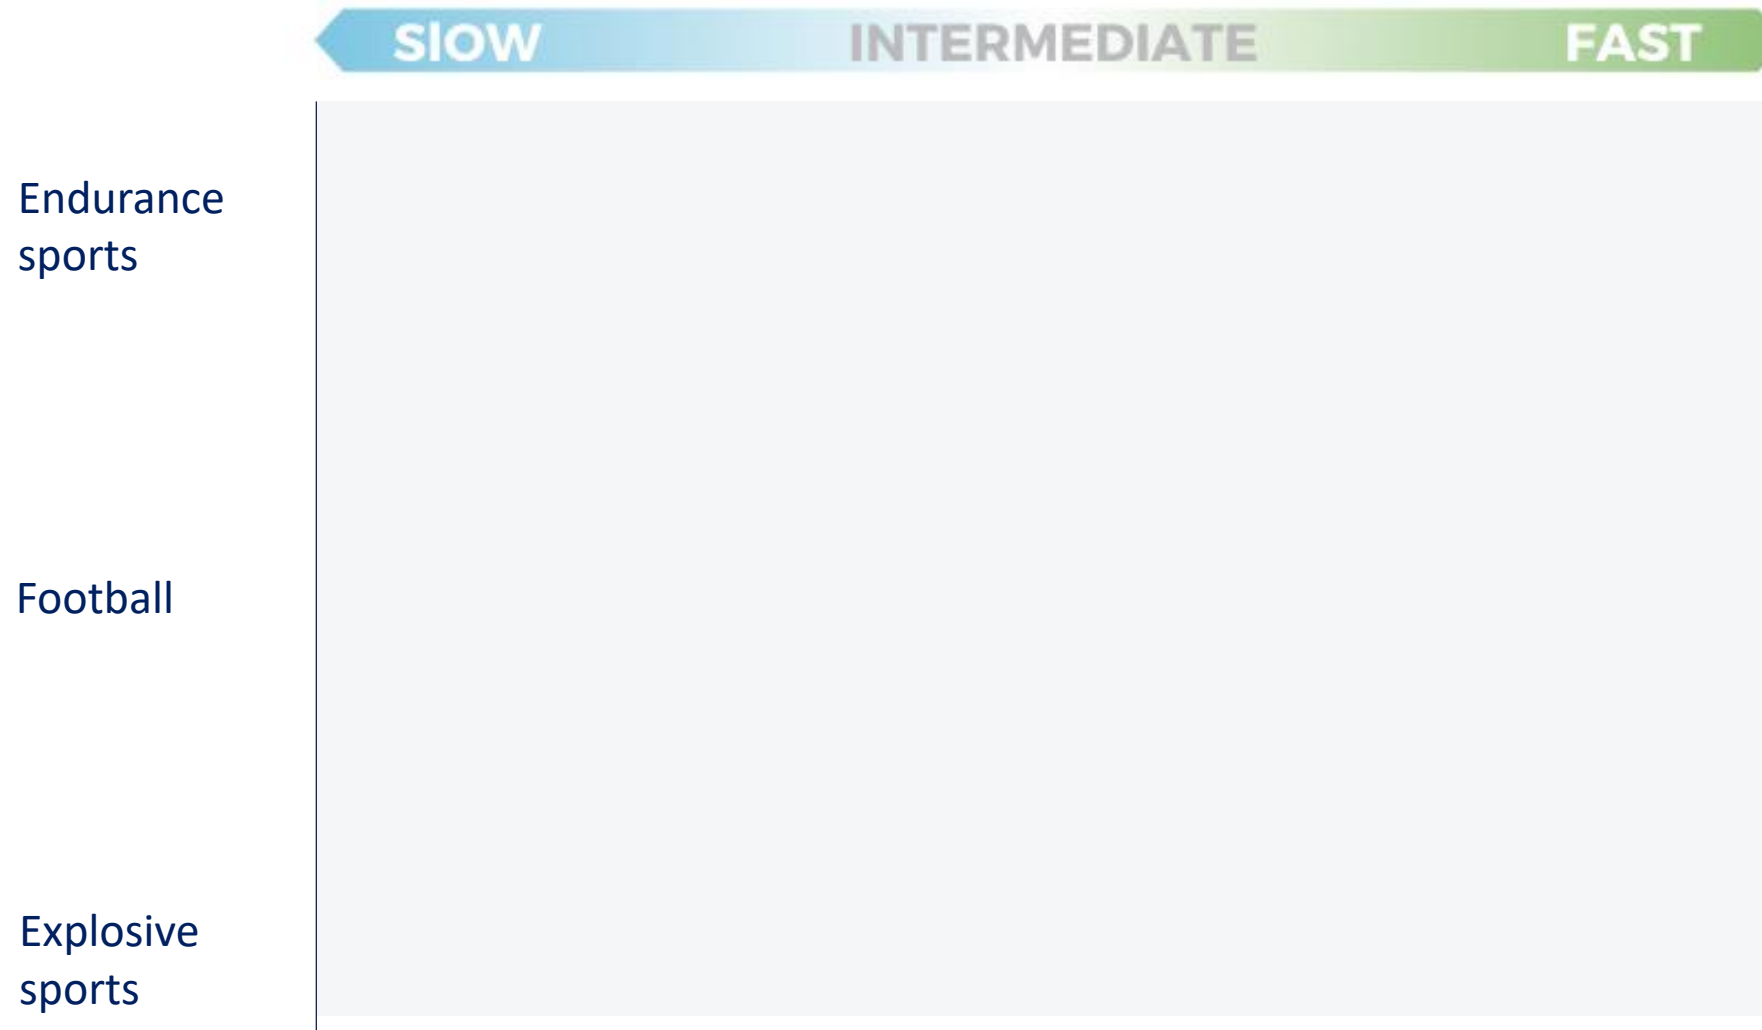 SlOW INTERMEDIATE FAST
Endurance
sports
Football
Explosive
sports